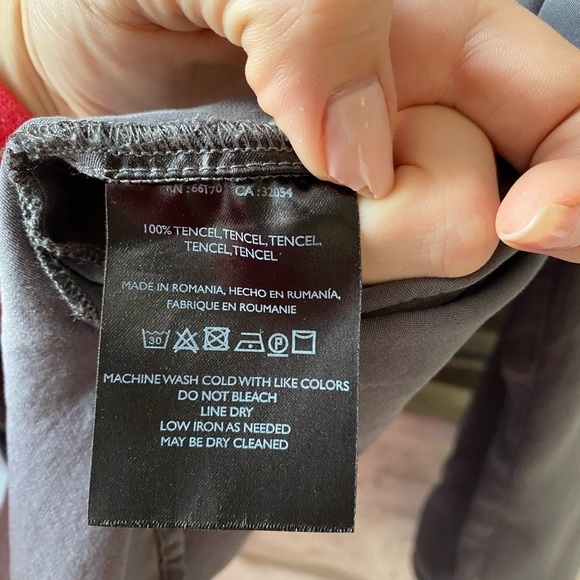 RN : 66170 CA : 32054
100% TENCEL, TENCEL, TENCEL,
TENCEL, TENCEL
MADE IN ROMANIA, HECHO EN RUMANÍA,
FABRIQUE EN ROUMANIE
30 P
MACHINE WASH COLD WITH LIKE COLORS
DO NOT BLEACH
LINE DRY
LOW IRON AS NEEDED
MAY BE DRY CLEANED